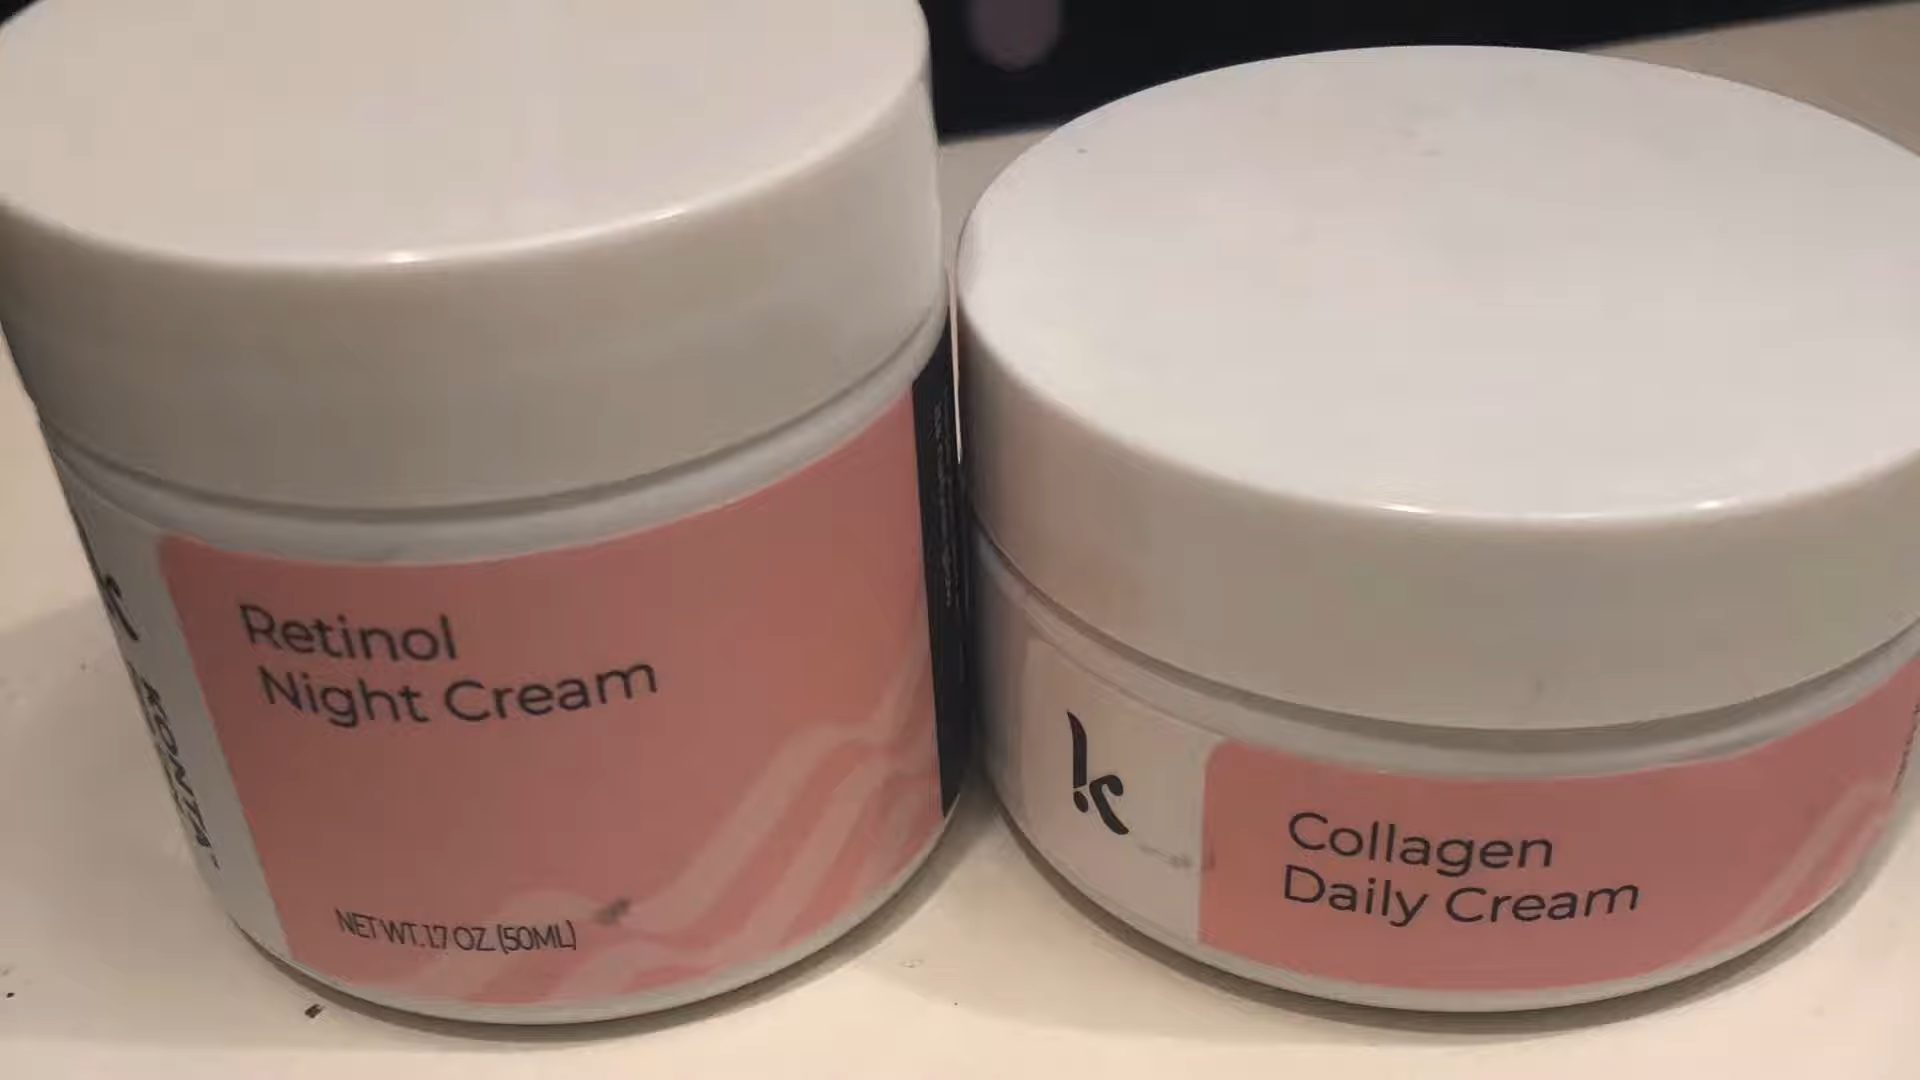 Retinol
Night Cream
NET WT. 1.7 OZ. (50ML)
K
Collagen
Daily Cream